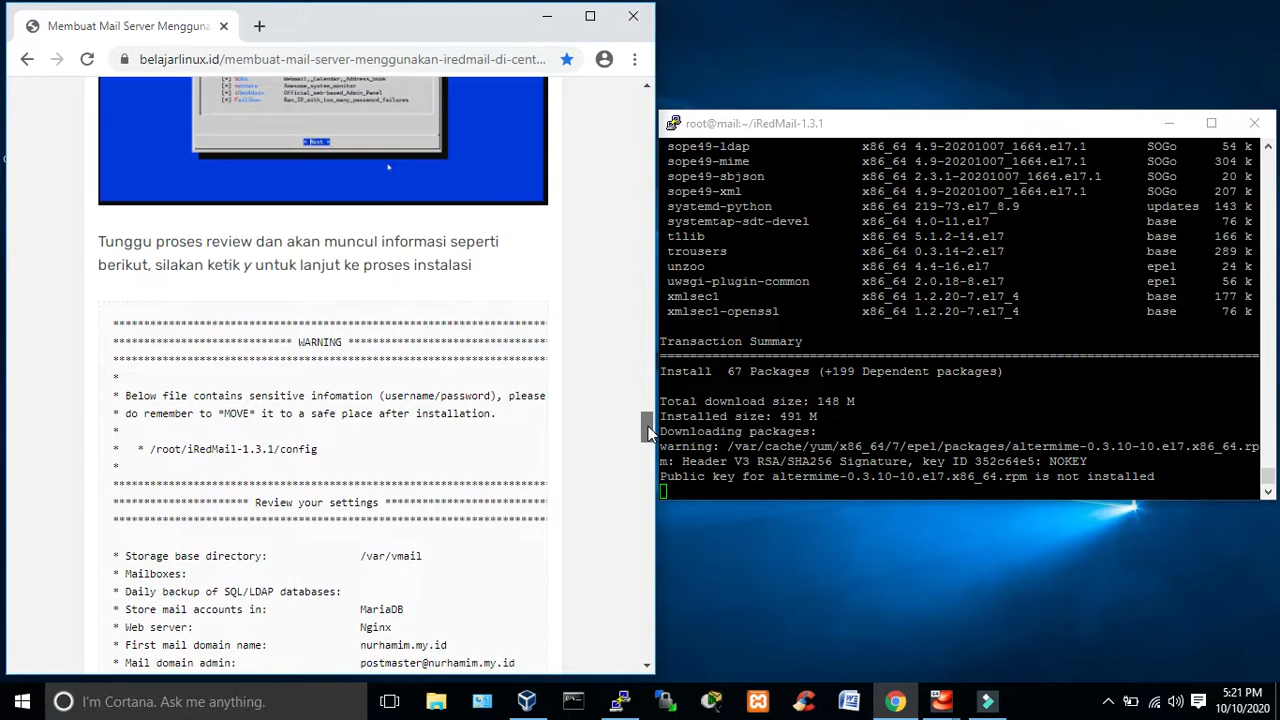 Membuat Mail Server Mengguna
belajarlinux.id/membuat-mail-server-menggunakan-iredmail-di-cent...
[*] SOGo Webmail,_Calendar,_Address_book
[*] netdata Awesome_system_monitor
[*] iRedAdmin Official_web-based_Admin_Panel
[*] Fail2ban Ban_IP_with_too_many_password_failures
< Next >
Tunggu proses review dan akan muncul informasi seperti
berikut, silakan ketik y untuk lanjut ke proses instalasi
***************************** WARNING **************************
*
* Below file contains sensitive infomation (username/password), please
* do remember to *MOVE* it to a safe place after installation.
*
* * /root/iRedMail-1.3.1/config
*
********************** Review your settings **************************
* Storage base directory: /var/vmail
* Mailboxes:
* Daily backup of SQL/LDAP databases:
* Store mail accounts in: MariaDB
* Web server: Nginx
* First mail domain name: nurhamim.my.id
* Mail domain admin: postmaster@nurhamim.my.id
root@mail:~/iRedMail-1.3.1
sope49-ldap x86_64 4.9-20201007_1664.el7.1 SOGo 54 k
sope49-mime x86_64 4.9-20201007_1664.el7.1 SOGo 304 k
sope49-sbjson x86_64 2.3.1-20201007_1664.el7.1 SOGo 20 k
sope49-xml x86_64 4.9-20201007_1664.el7.1 SOGo 207 k
systemd-python x86_64 219-73.el7_8.9 updates 143 k
systemtap-sdt-devel x86_64 4.0-11.el7 base 76 k
t1lib x86_64 5.1.2-14.el7 base 166 k
trousers x86_64 0.3.14-2.el7 base 289 k
unzoo x86_64 4.4-16.el7 epel 24 k
uwsgi-plugin-common x86_64 2.0.18-8.el7 epel 56 k
xmlsec1 x86_64 1.2.20-7.el7_4 base 177 k
xmlsec1-openssl x86_64 1.2.20-7.el7_4 base 76 k
Transaction Summary
================================================================================
Install 67 Packages (+199 Dependent packages)
Total download size: 148 M
Installed size: 491 M
Downloading packages:
warning: /var/cache/yum/x86_64/7/epel/packages/altermime-0.3.10-10.el7.x86_64.rp
m: Header V3 RSA/SHA256 Signature, key ID 352c64e5: NOKEY
Public key for altermime-0.3.10-10.el7.x86_64.rpm is not installed
I'm Cortana. Ask me anything.
5:21 PM
10/10/2020